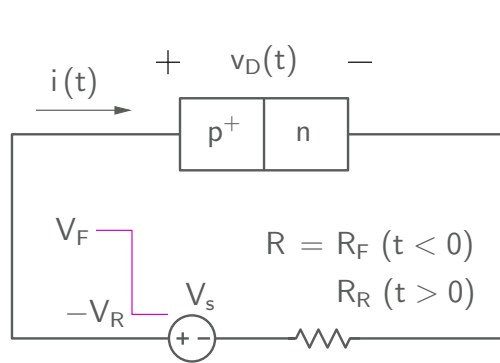 + v_D(t) −
i(t)
p⁺ n
V_F
R = R_F (t < 0)
R_R (t > 0)
V_s
−V_R
+ −